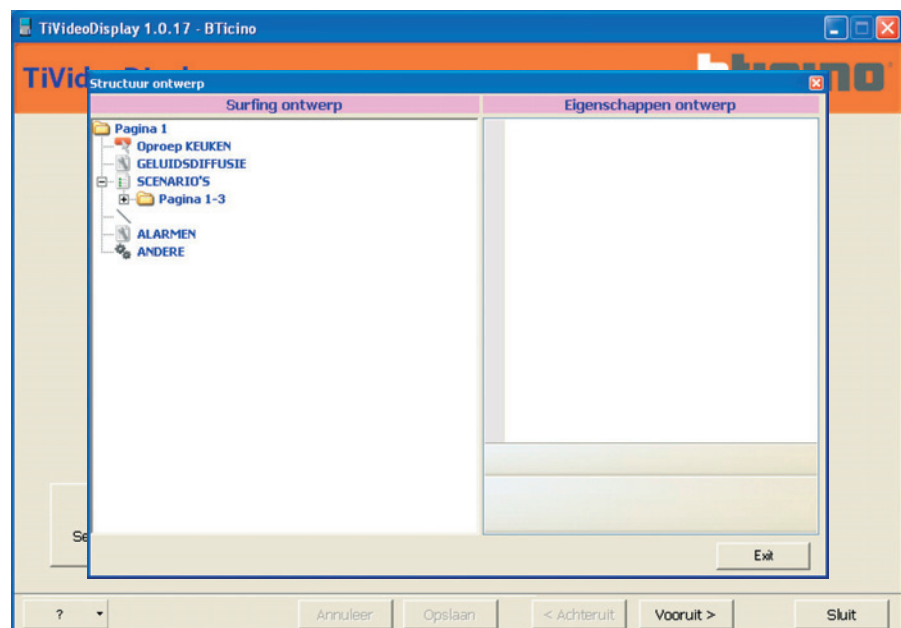 TiVideoDisplay 1.0.17 - BTicino
TiVid
Structuur ontwerp
Surfing ontwerp
Eigenschappen ontwerp
Pagina 1
Oproep KEUKEN
GELUIDSDIFFUSIE
SCENARIO'S
Pagina 1-3
ALARMEN
ANDERE
Se
Exit
?
Annuleer
Opslaan
< Achteruit
Vooruit >
Sluit